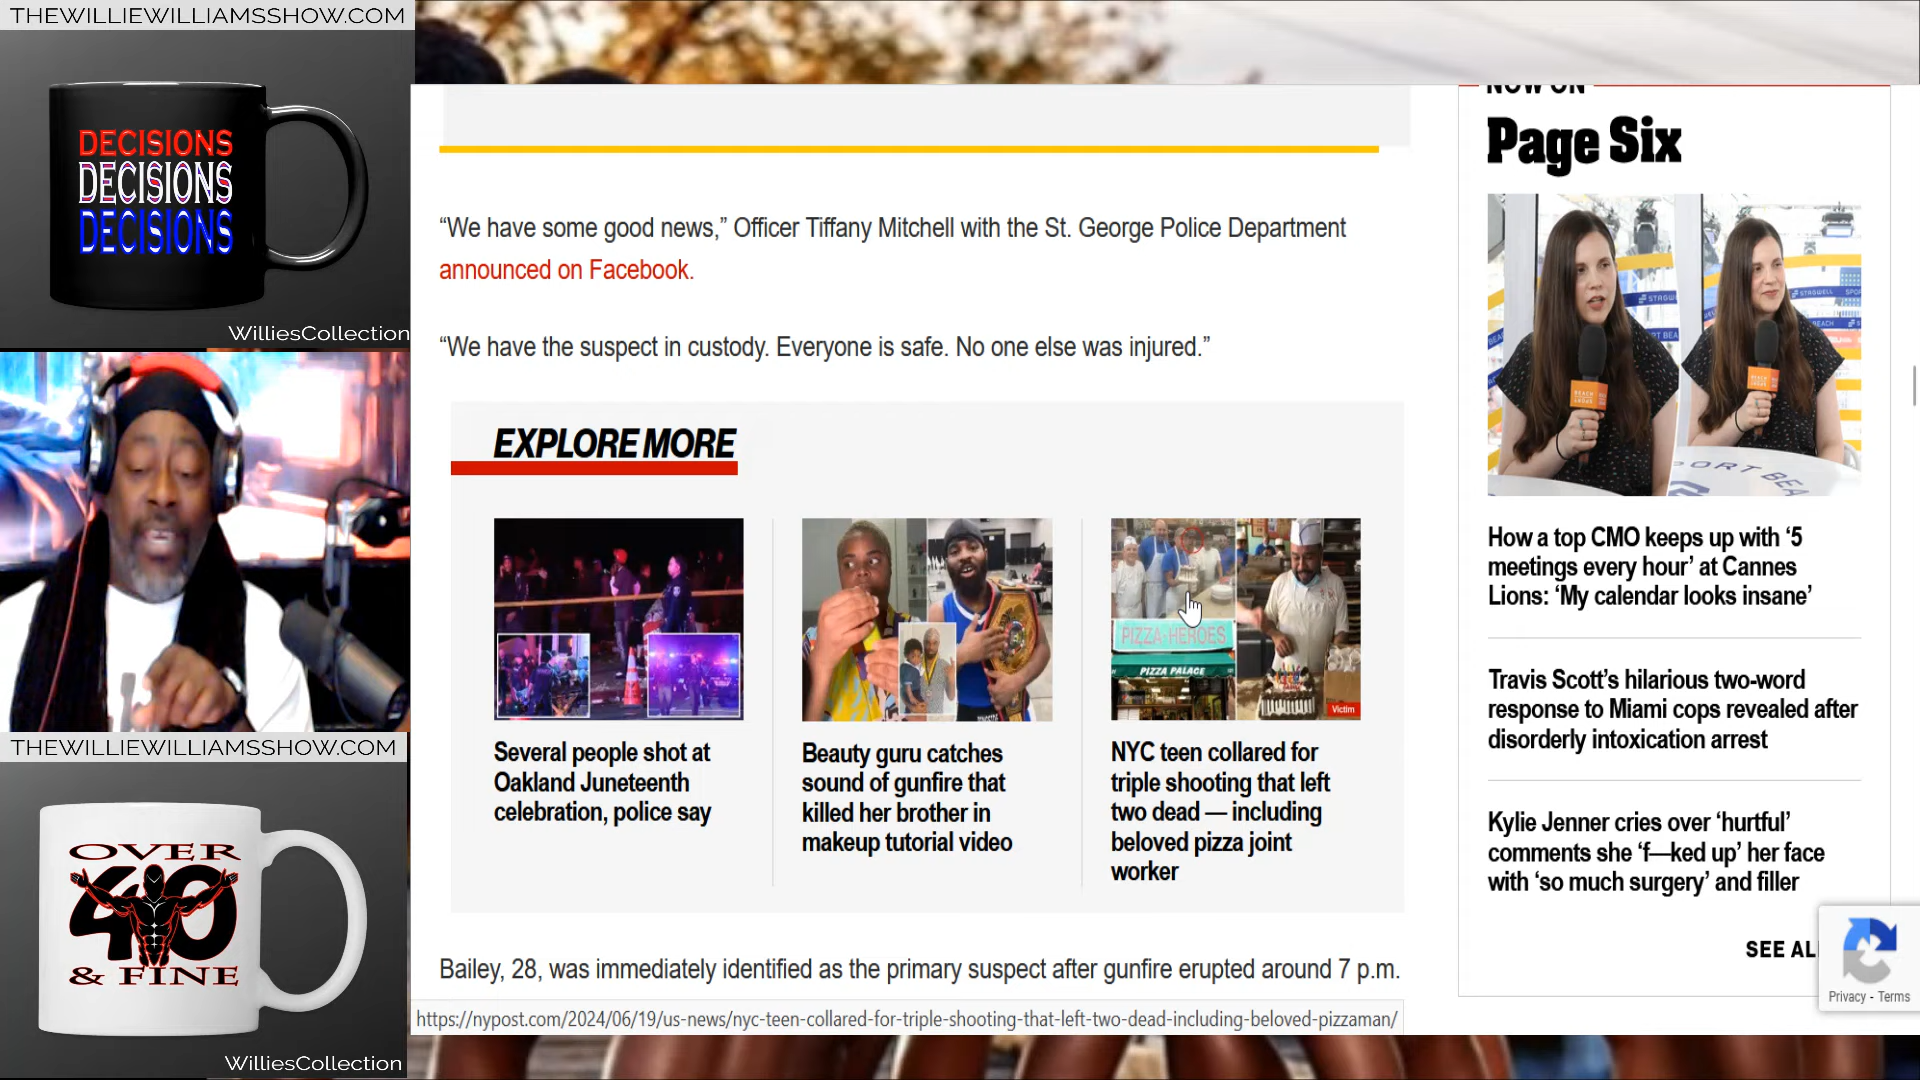 THEWILLIEWILLIAMSSHOW.COM
DECISIONS
DECISIONS
DECISIONS
WilliesCollection
THEWILLIEWILLIAMSSHOW.COM
OVER
40
& FINE
WilliesCollection
“We have some good news,” Officer Tiffany Mitchell with the St. George Police Department
announced on Facebook.
“We have the suspect in custody. Everyone is safe. No one else was injured.”
EXPLORE MORE
PIZZA HEROES
PIZZA PALACE
Victim
Several people shot at
Oakland Juneteenth
celebration, police say
Beauty guru catches
sound of gunfire that
killed her brother in
makeup tutorial video
NYC teen collared for
triple shooting that left
two dead — including
beloved pizza joint
worker
Bailey, 28, was immediately identified as the primary suspect after gunfire erupted around 7 p.m.
https://nypost.com/2024/06/19/us-news/nyc-teen-collared-for-triple-shooting-that-left-two-dead-including-beloved-pizzaman/
NOW ON
Page Six
STAGWELL
BEACH
PORT BEA
How a top CMO keeps up with ‘5
meetings every hour’ at Cannes
Lions: ‘My calendar looks insane’
Travis Scott’s hilarious two-word
response to Miami cops revealed after
disorderly intoxication arrest
Kylie Jenner cries over ‘hurtful’
comments she ‘f—ked up’ her face
with ‘so much surgery’ and filler
SEE AL
Privacy - Terms